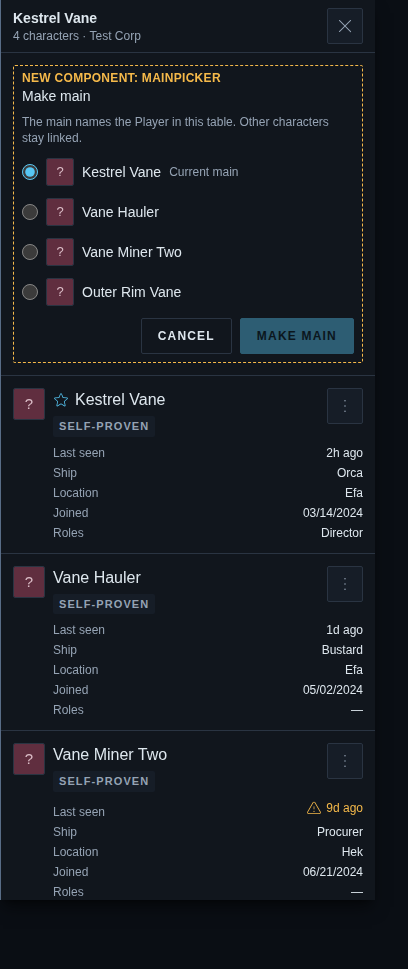 Kestrel Vane
4 characters · Test Corp
NEW COMPONENT: MAINPICKER
Make main
The main names the Player in this table. Other characters
stay linked.
? Kestrel Vane Current main
? Vane Hauler
? Vane Miner Two
? Outer Rim Vane
CANCEL MAKE MAIN
? Kestrel Vane
SELF-PROVEN
Last seen 2h ago
Ship Orca
Location Efa
Joined 03/14/2024
Roles Director
? Vane Hauler
SELF-PROVEN
Last seen 1d ago
Ship Bustard
Location Efa
Joined 05/02/2024
Roles —
? Vane Miner Two
SELF-PROVEN
Last seen 9d ago
Ship Procurer
Location Hek
Joined 06/21/2024
Roles —